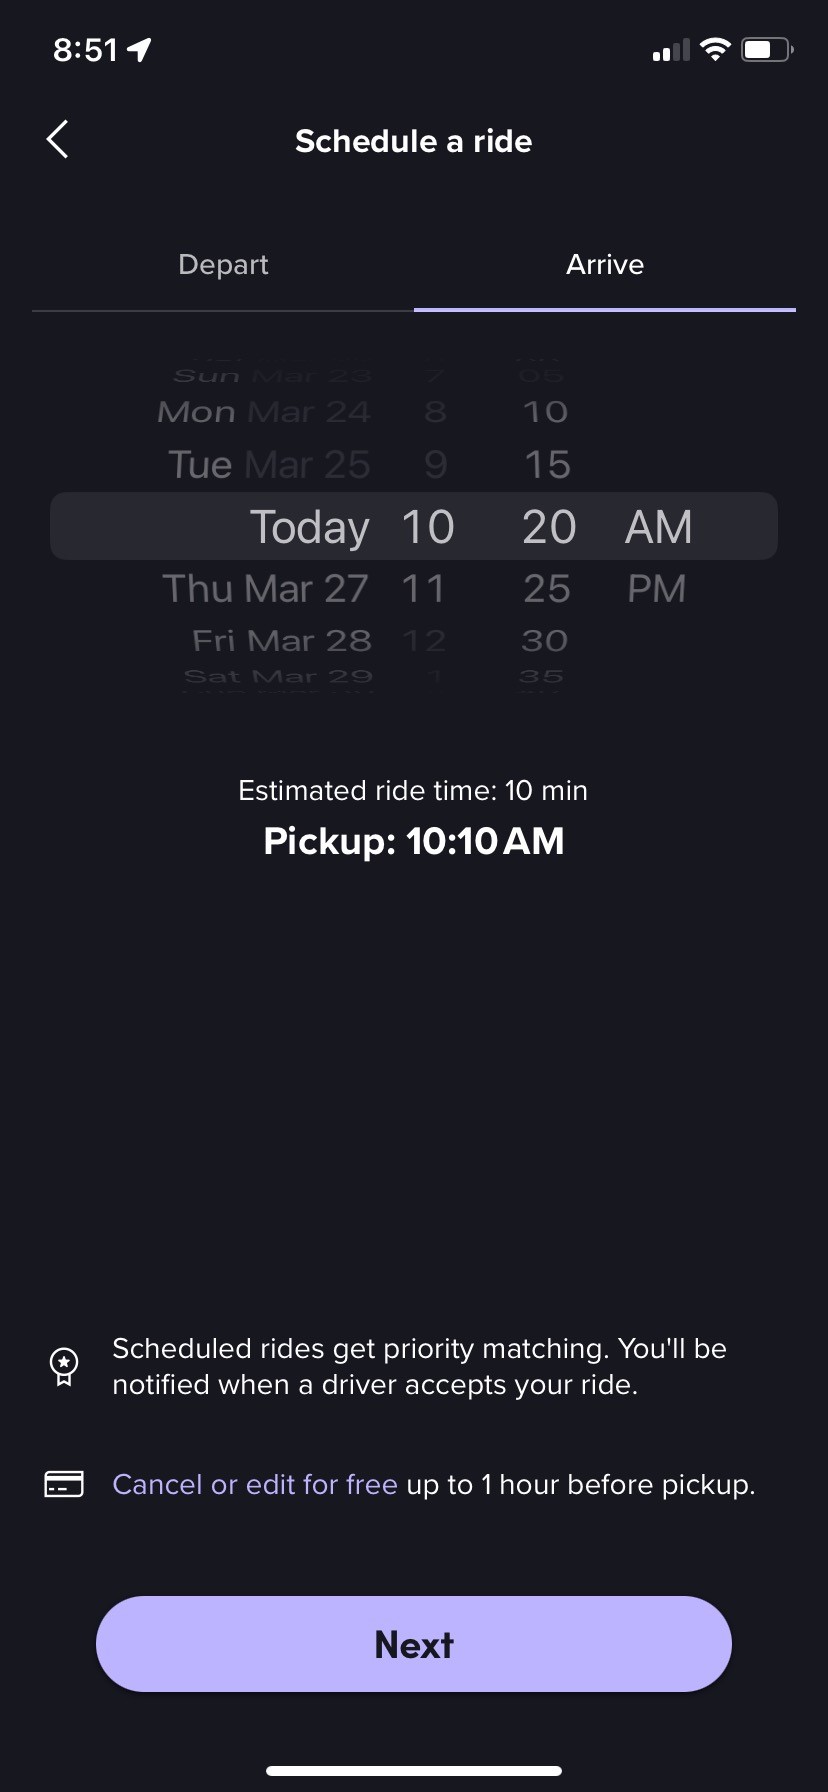 8:51
Schedule a ride
Depart Arrive
Sun Mar 23 7 05
Mon Mar 24 8 10
Tue Mar 25 9 15
Today 10 20 AM
Thu Mar 27 11 25 PM
Fri Mar 28 12 30
Sat Mar 29 1 35
Estimated ride time: 10 min
Pickup: 10:10 AM
Scheduled rides get priority matching. You'll be
notified when a driver accepts your ride.
Cancel or edit for free up to 1 hour before pickup.
Next